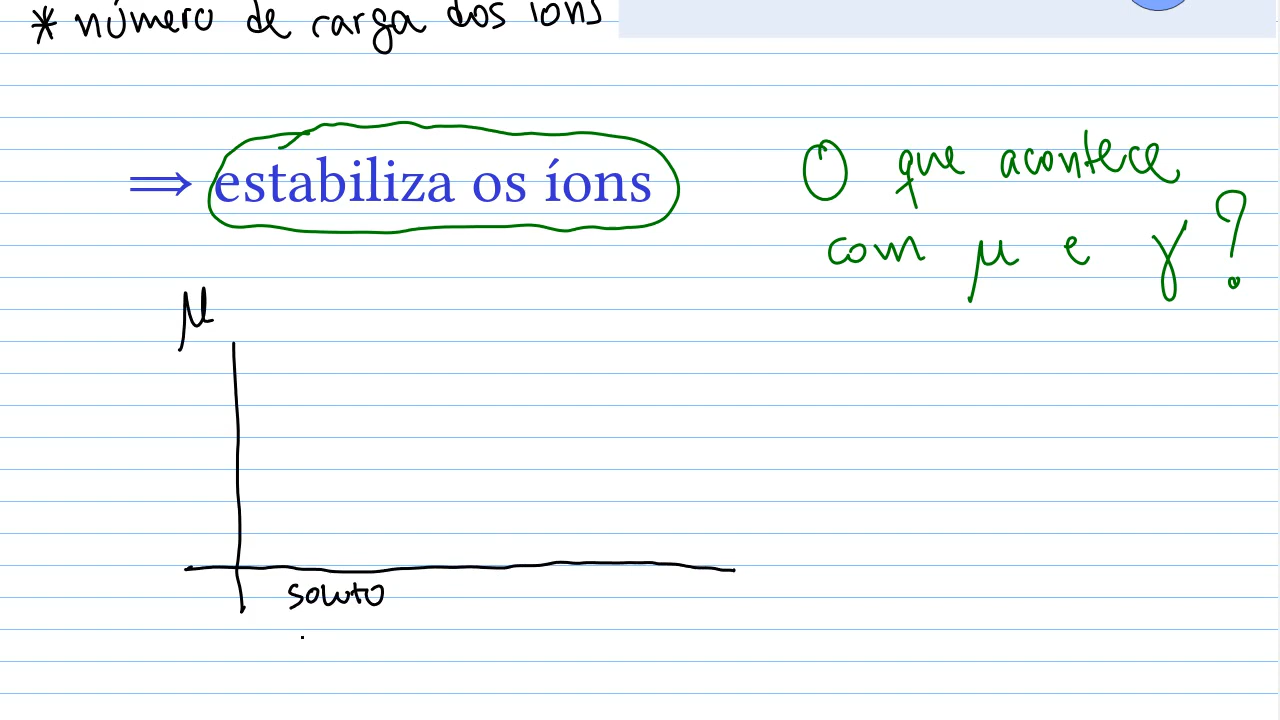 * número de carga dos íons
⟹ estabiliza os íons
O que acontece
com μ e γ ?
μ
soluto